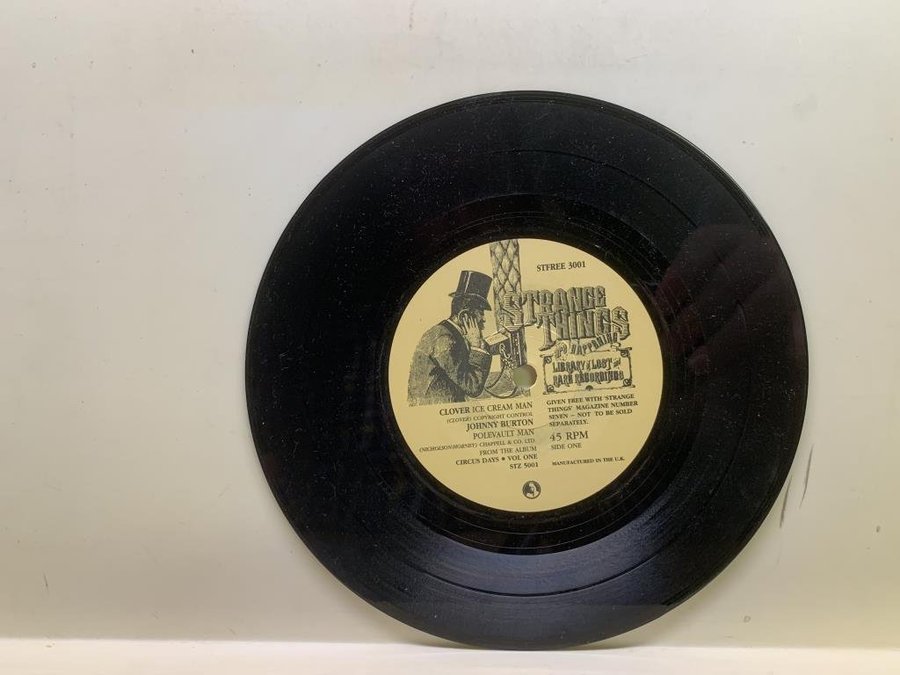 STFREE 3001
STRANGE
THINGS
ARE HAPPENING
LIBRARY OF LOST AND
RARE RECORDINGS
CLOVER ICE CREAM MAN
(CLOVER) COPYRIGHT CONTROL
JOHNNY BURTON
POLEVAULT MAN
(NICHOLSON/HORNET) CHAPPELL & CO. LTD.
FROM THE ALBUM
CIRCUS DAYS • VOL ONE
STZ 5001
GIVEN FREE WITH 'STRANGE
THINGS' MAGAZINE NUMBER
SEVEN – NOT TO BE SOLD
SEPARATELY.
45 RPM
SIDE ONE
MANUFACTURED IN THE U.K.